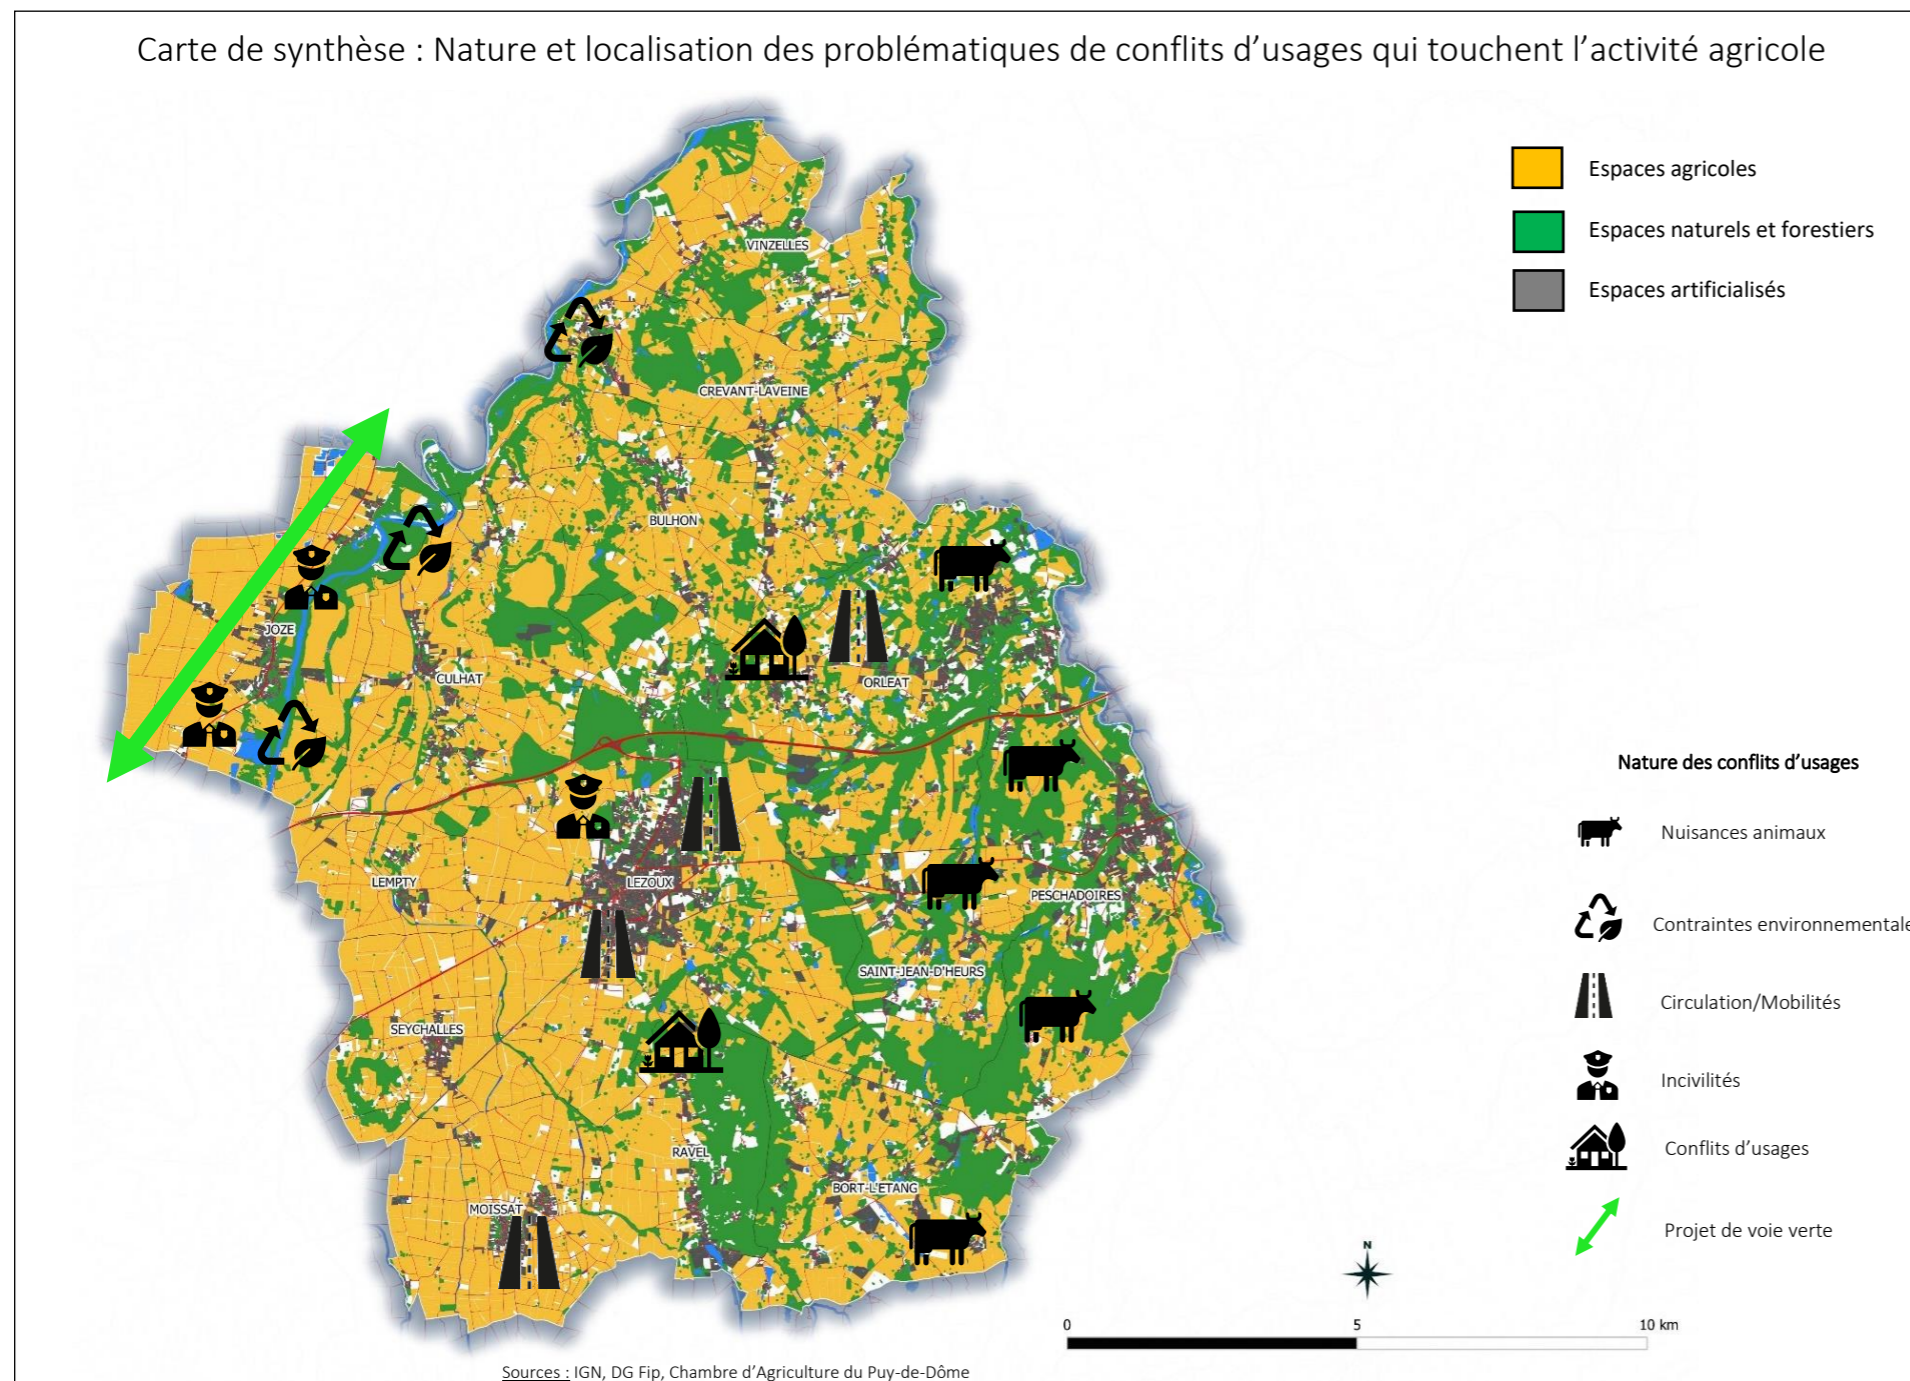 Carte de synthèse : Nature et localisation des problématiques de conflits d’usages qui touchent l’activité agricole
Espaces agricoles
Espaces naturels et forestiers
Espaces artificialisés
VINZELLES
CREVANT-LAVEINE
BULHON
JOZE
CULHAT
ORLEAT
LEMPTY
LEZOUX
PESCHADOIRES
SAINT-JEAN-D'HEURS
SEYCHALLES
RAVEL
BORT-L'ETANG
MOISSAT
Nature des conflits d’usages
Nuisances animaux
Contraintes environnementale
Circulation/Mobilités
Incivilités
Conflits d’usages
Projet de voie verte
N
0 5 10 km
Sources : IGN, DG Fip, Chambre d’Agriculture du Puy-de-Dôme